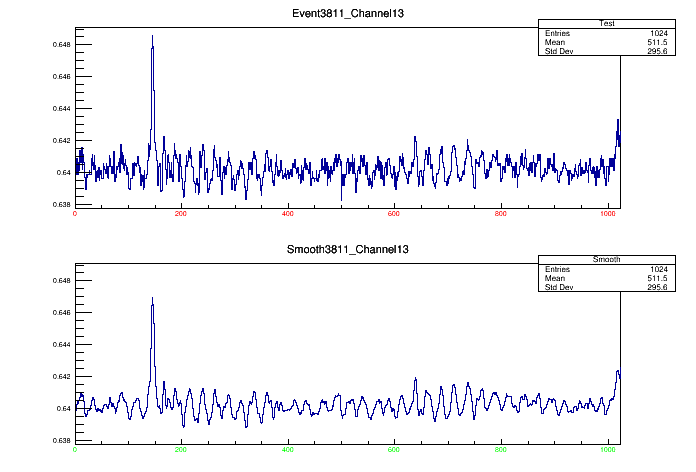 Event3811_Channel13
Test
Entries 1024
Mean 511.5
Std Dev 295.6
0.648
0.646
0.644
0.642
0.64
0.638
0 200 400 600 800 1000
Smooth3811_Channel13
Smooth
Entries 1024
Mean 511.5
Std Dev 295.6
0.648
0.646
0.644
0.642
0.64
0.638
0 200 400 600 800 1000